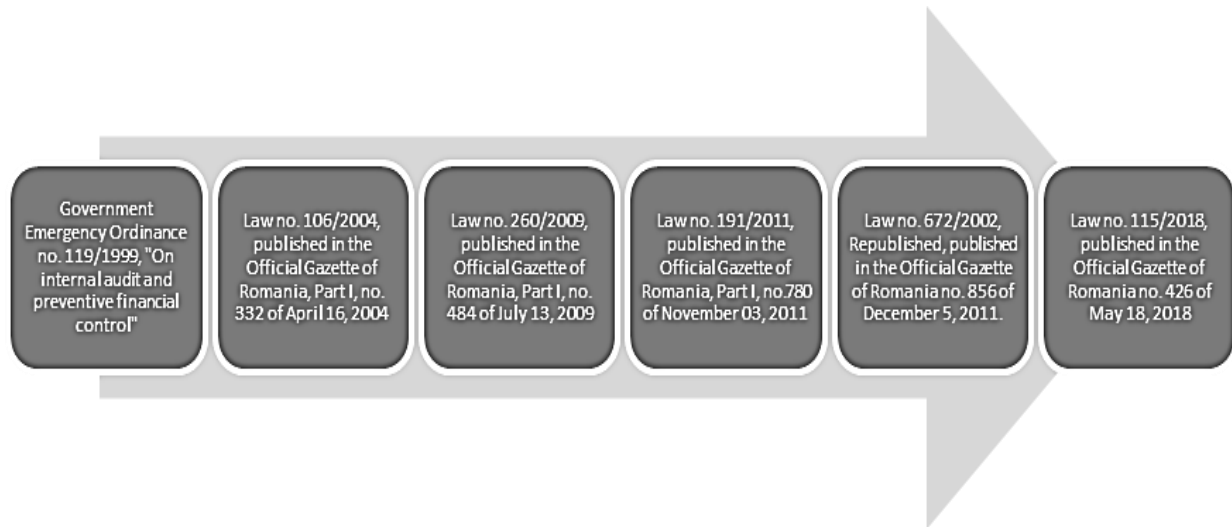 Government
Emergency Ordinance
no. 119/1999, "On
internal audit and
preventive financial
control"
Law no. 106/2004,
published in the
Official Gazette of
Romania, Part I, no.
332 of April 16, 2004
Law no. 260/2009,
published in the
Official Gazette of
Romania, Part I, no.
484 of July 13, 2009
Law no. 191/2011,
published in the
Official Gazette of
Romania, Part I, no.780
of November 03, 2011
Law no. 672/2002,
Republished, published
in the Official Gazette
of Romania no. 856 of
December 5, 2011.
Law no. 115/2018,
published in the
Official Gazette of
Romania no. 426 of
May 18, 2018